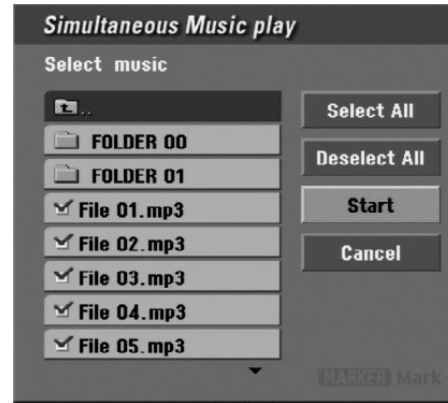 Simultaneous Music play
Select music
..
FOLDER 00
FOLDER 01
File 01.mp3
File 02.mp3
File 03.mp3
File 04.mp3
File 05.mp3
Select All
Deselect All
Start
Cancel
MARKER Mark